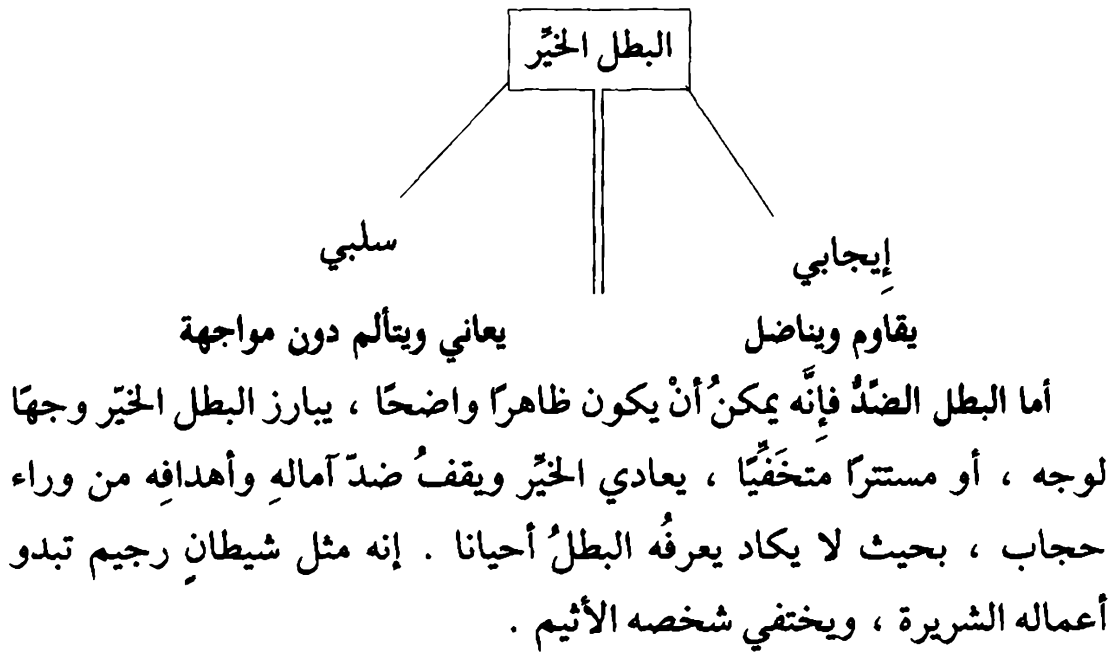 البطل الخيِّر
إِيجابي
سلبي
يقاوم ويناضل
يعاني ويتألم دون مواجهة
أما البطل الضِّدُّ فإِنَّه يمكنُ أنْ يكون ظاهرًا واضحًا ، يبارز البطل الخيّر وجهًا
لوجه ، أو مستترًا متخَفِّيًا ، يعادي الخيِّر ويقفُ ضدّ آمالهِ وأهدافِه من وراء
حجاب ، بحيث لا يكاد يعرفُه البطلُ أحيانا . إنه مثل شيطانٍ رجيم تبدو
أعماله الشريرة ، ويختفي شخصه الأثيم .